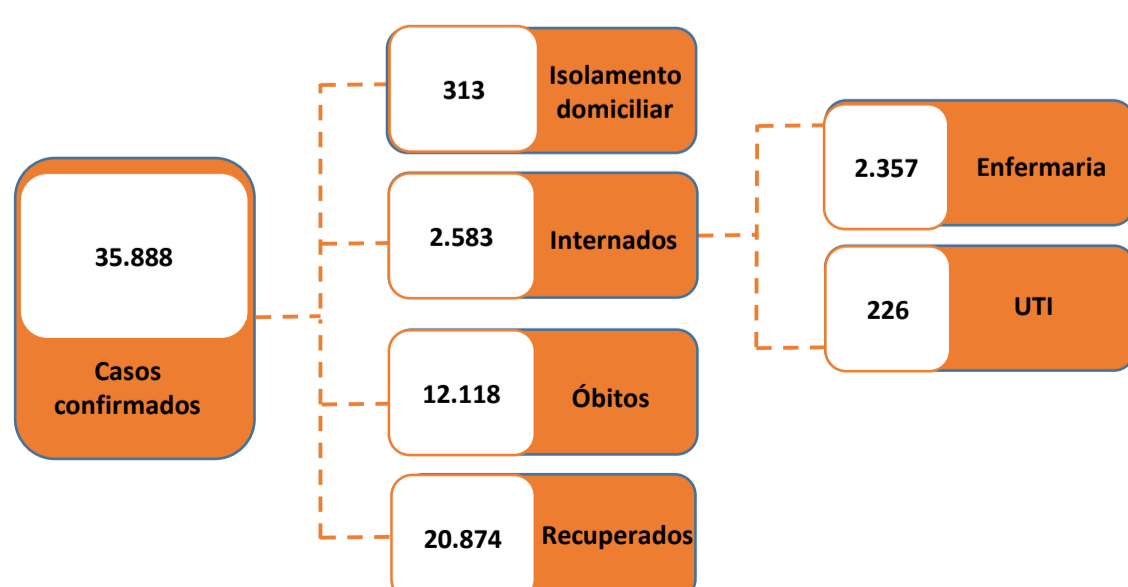 35.888
Casos
confirmados
313
Isolamento
domiciliar
2.583
Internados
12.118
Óbitos
20.874
Recuperados
2.357
Enfermaria
226
UTI